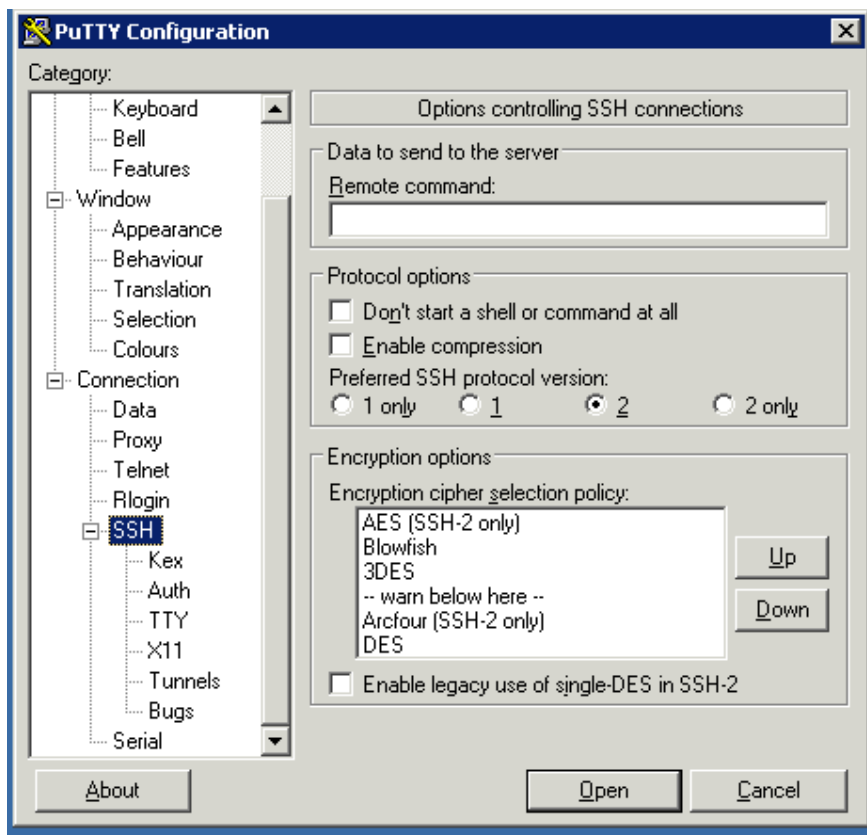 PuTTY Configuration
Category:
Keyboard
Bell
Features
Window
Appearance
Behaviour
Translation
Selection
Colours
Connection
Data
Proxy
Telnet
Rlogin
SSH
Kex
Auth
TTY
X11
Tunnels
Bugs
Serial
Options controlling SSH connections
Data to send to the server
Remote command:
Protocol options
Don't start a shell or command at all
Enable compression
Preferred SSH protocol version:
1 only 1 2 2 only
Encryption options
Encryption cipher selection policy:
AES (SSH-2 only)
Blowfish
3DES
-- warn below here --
Arcfour (SSH-2 only)
DES
Up
Down
Enable legacy use of single-DES in SSH-2
About Open Cancel